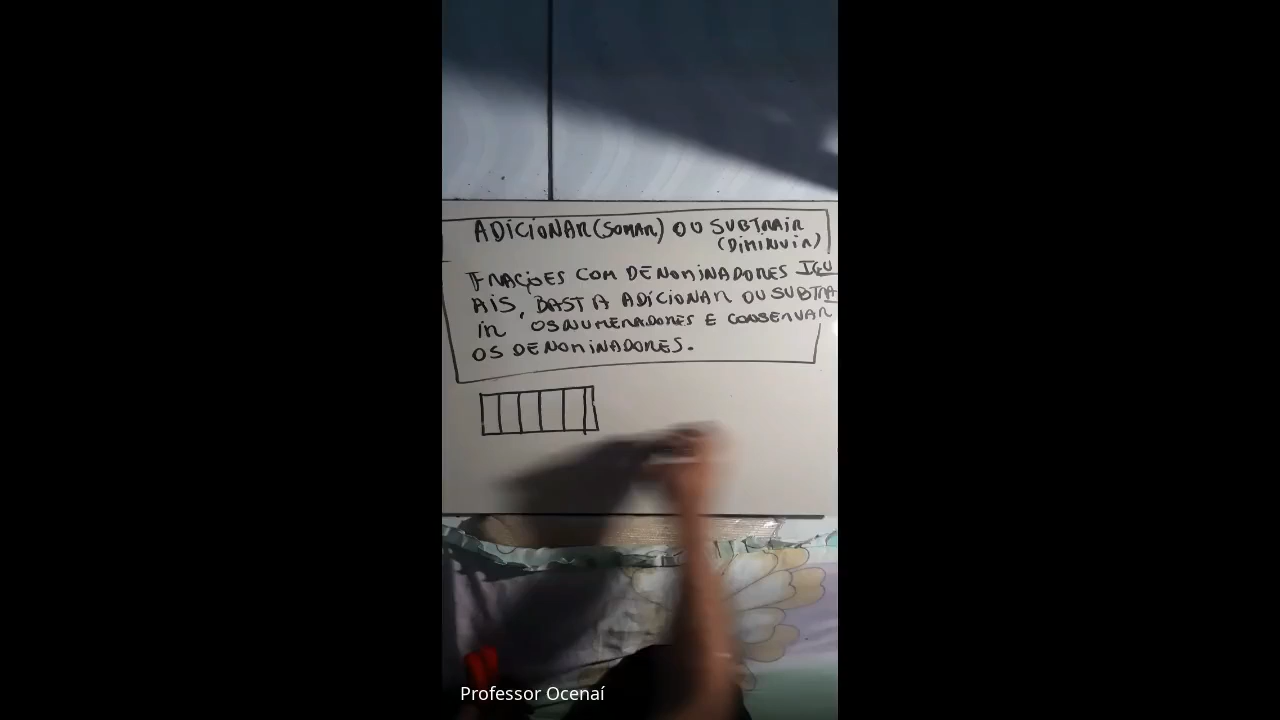 ADICIONAR (SOMAR) OU SUBTRAIR
(DIMINUIR)
FRAÇÕES COM DENOMINADORES IGU
AIS, BASTA ADICIONAR OU SUBTRA
IR OS NUMERADORES E CONSERVAR
OS DENOMINADORES.
Professor Ocenaí